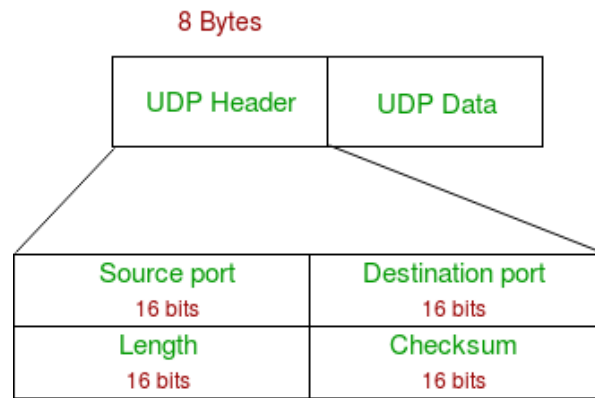 8 Bytes
UDP Header
UDP Data
Source port
16 bits
Destination port
16 bits
Length
16 bits
Checksum
16 bits